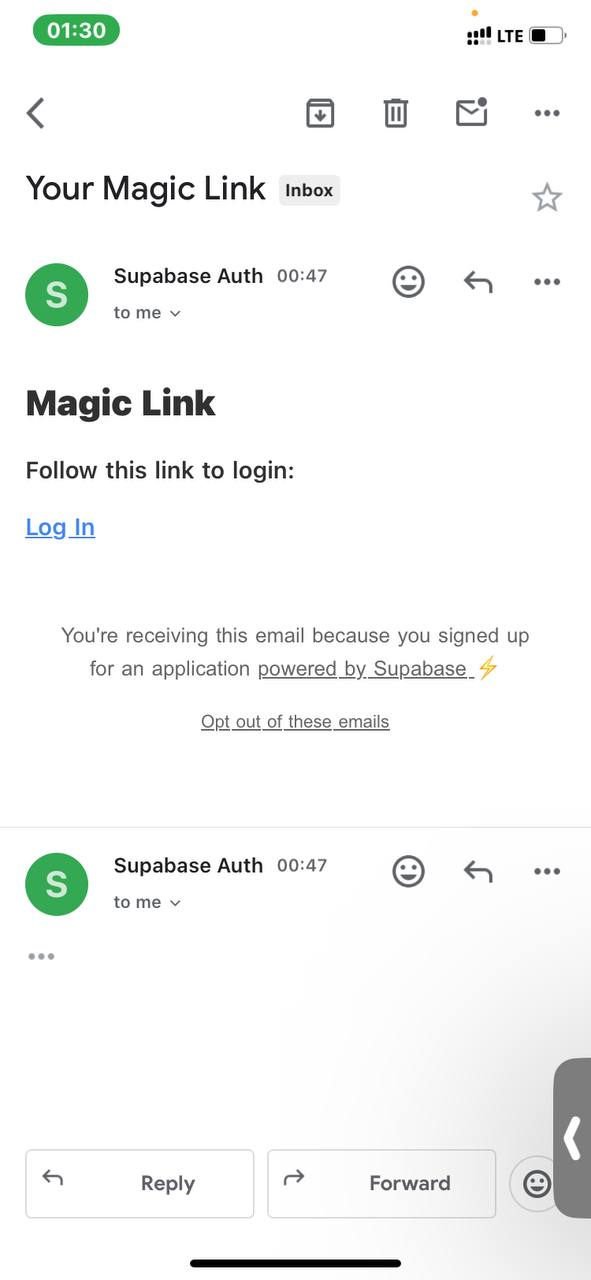 01:30
LTE
Your Magic Link Inbox
Supabase Auth 00:47
to me
S
Magic Link
Follow this link to login:
Log In
You're receiving this email because you signed up
for an application powered by Supabase ⚡
Opt out of these emails
Supabase Auth 00:47
to me
S
Reply
Forward